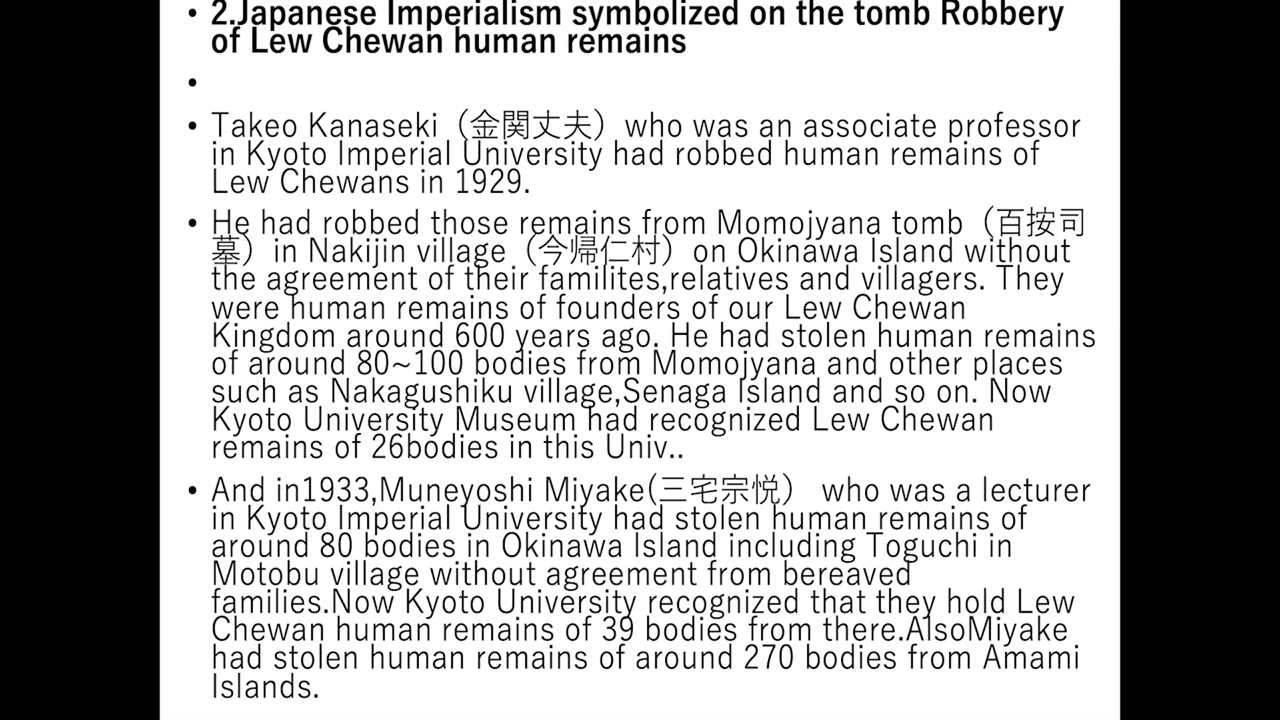 • 2.Japanese Imperialism symbolized on the tomb Robbery
of Lew Chewan human remains
•
• Takeo Kanaseki（金関丈夫）who was an associate professor
in Kyoto Imperial University had robbed human remains of
Lew Chewans in 1929.
• He had robbed those remains from Momojyana tomb（百按司
墓）in Nakijin village（今帰仁村）on Okinawa Island without
the agreement of their familites,relatives and villagers. They
were human remains of founders of our Lew Chewan
Kingdom around 600 years ago. He had stolen human remains
of around 80~100 bodies from Momojyana and other places
such as Nakagushiku village,Senaga Island and so on. Now
Kyoto University Museum had recognized Lew Chewan
remains of 26bodies in this Univ..
• And in1933,Muneyoshi Miyake(三宅宗悦） who was a lecturer
in Kyoto Imperial University had stolen human remains of
around 80 bodies in Okinawa Island including Toguchi in
Motobu village without agreement from bereaved
families.Now Kyoto University recognized that they hold Lew
Chewan human remains of 39 bodies from there.AlsoMiyake
had stolen human remains of around 270 bodies from Amami
Islands.